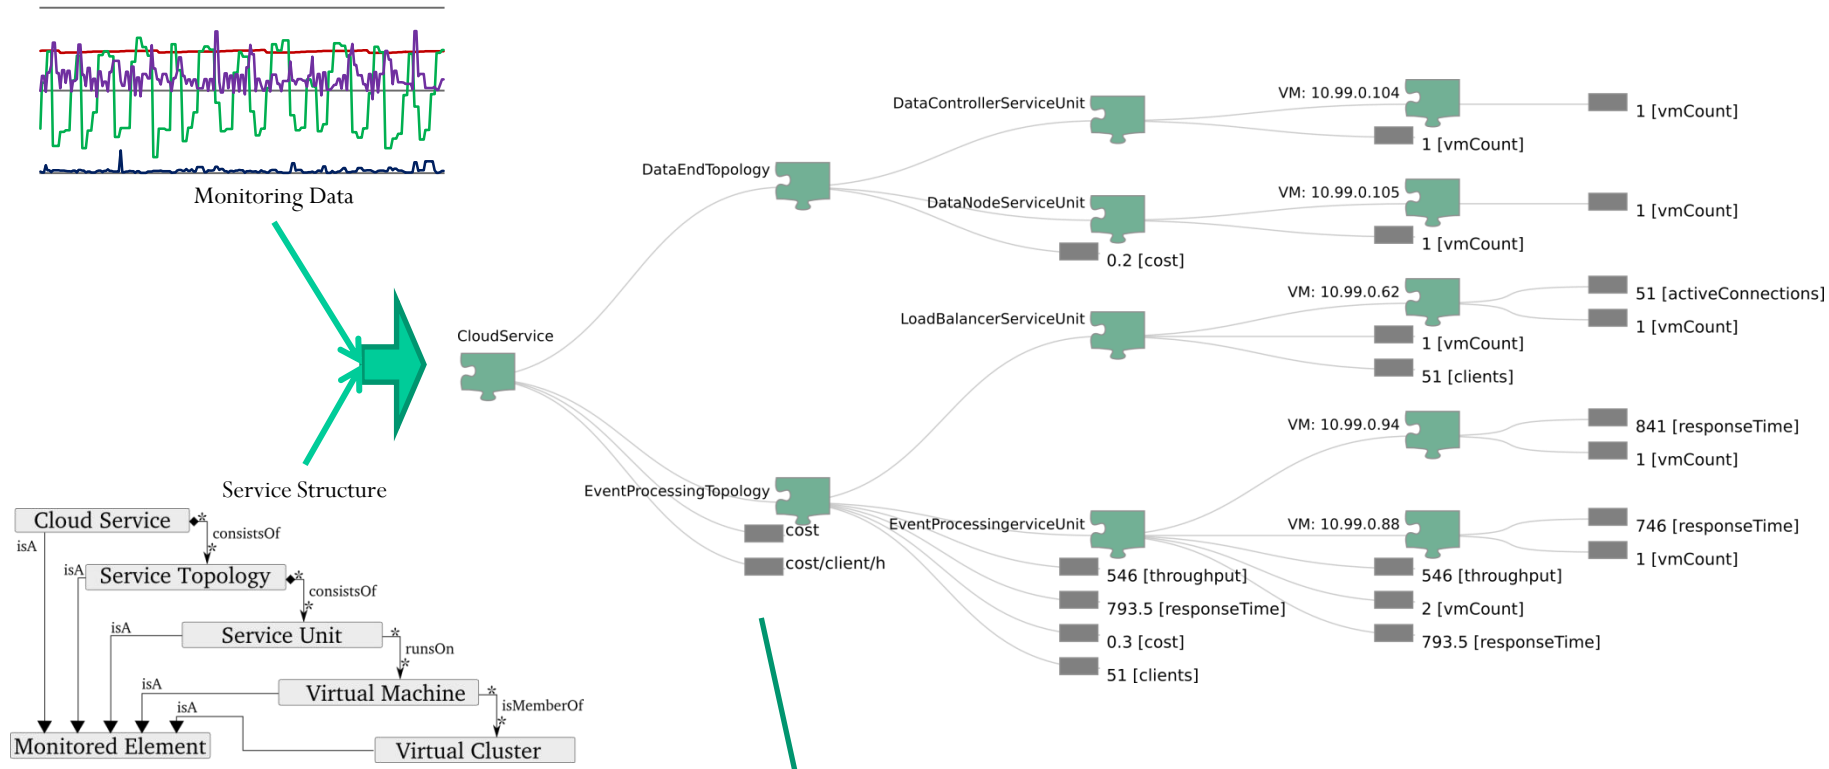 Monitoring Data
Service Structure
Cloud Service
*
consistsOf
*
isA
Service Topology
*
isA
consistsOf
*
Service Unit
*
isA
runsOn
*
Virtual Machine
*
isA
isMemberOf
*
isA
Monitored Element
Virtual Cluster
CloudService
DataEndTopology
DataControllerServiceUnit
VM: 10.99.0.104
1 [vmCount]
1 [vmCount]
DataNodeServiceUnit
VM: 10.99.0.105
1 [vmCount]
1 [vmCount]
0.2 [cost]
EventProcessingTopology
cost
cost/client/h
LoadBalancerServiceUnit
VM: 10.99.0.62
51 [activeConnections]
1 [vmCount]
1 [vmCount]
51 [clients]
EventProcessingerviceUnit
VM: 10.99.0.94
841 [responseTime]
1 [vmCount]
VM: 10.99.0.88
746 [responseTime]
1 [vmCount]
546 [throughput]
2 [vmCount]
793.5 [responseTime]
546 [throughput]
793.5 [responseTime]
0.3 [cost]
51 [clients]